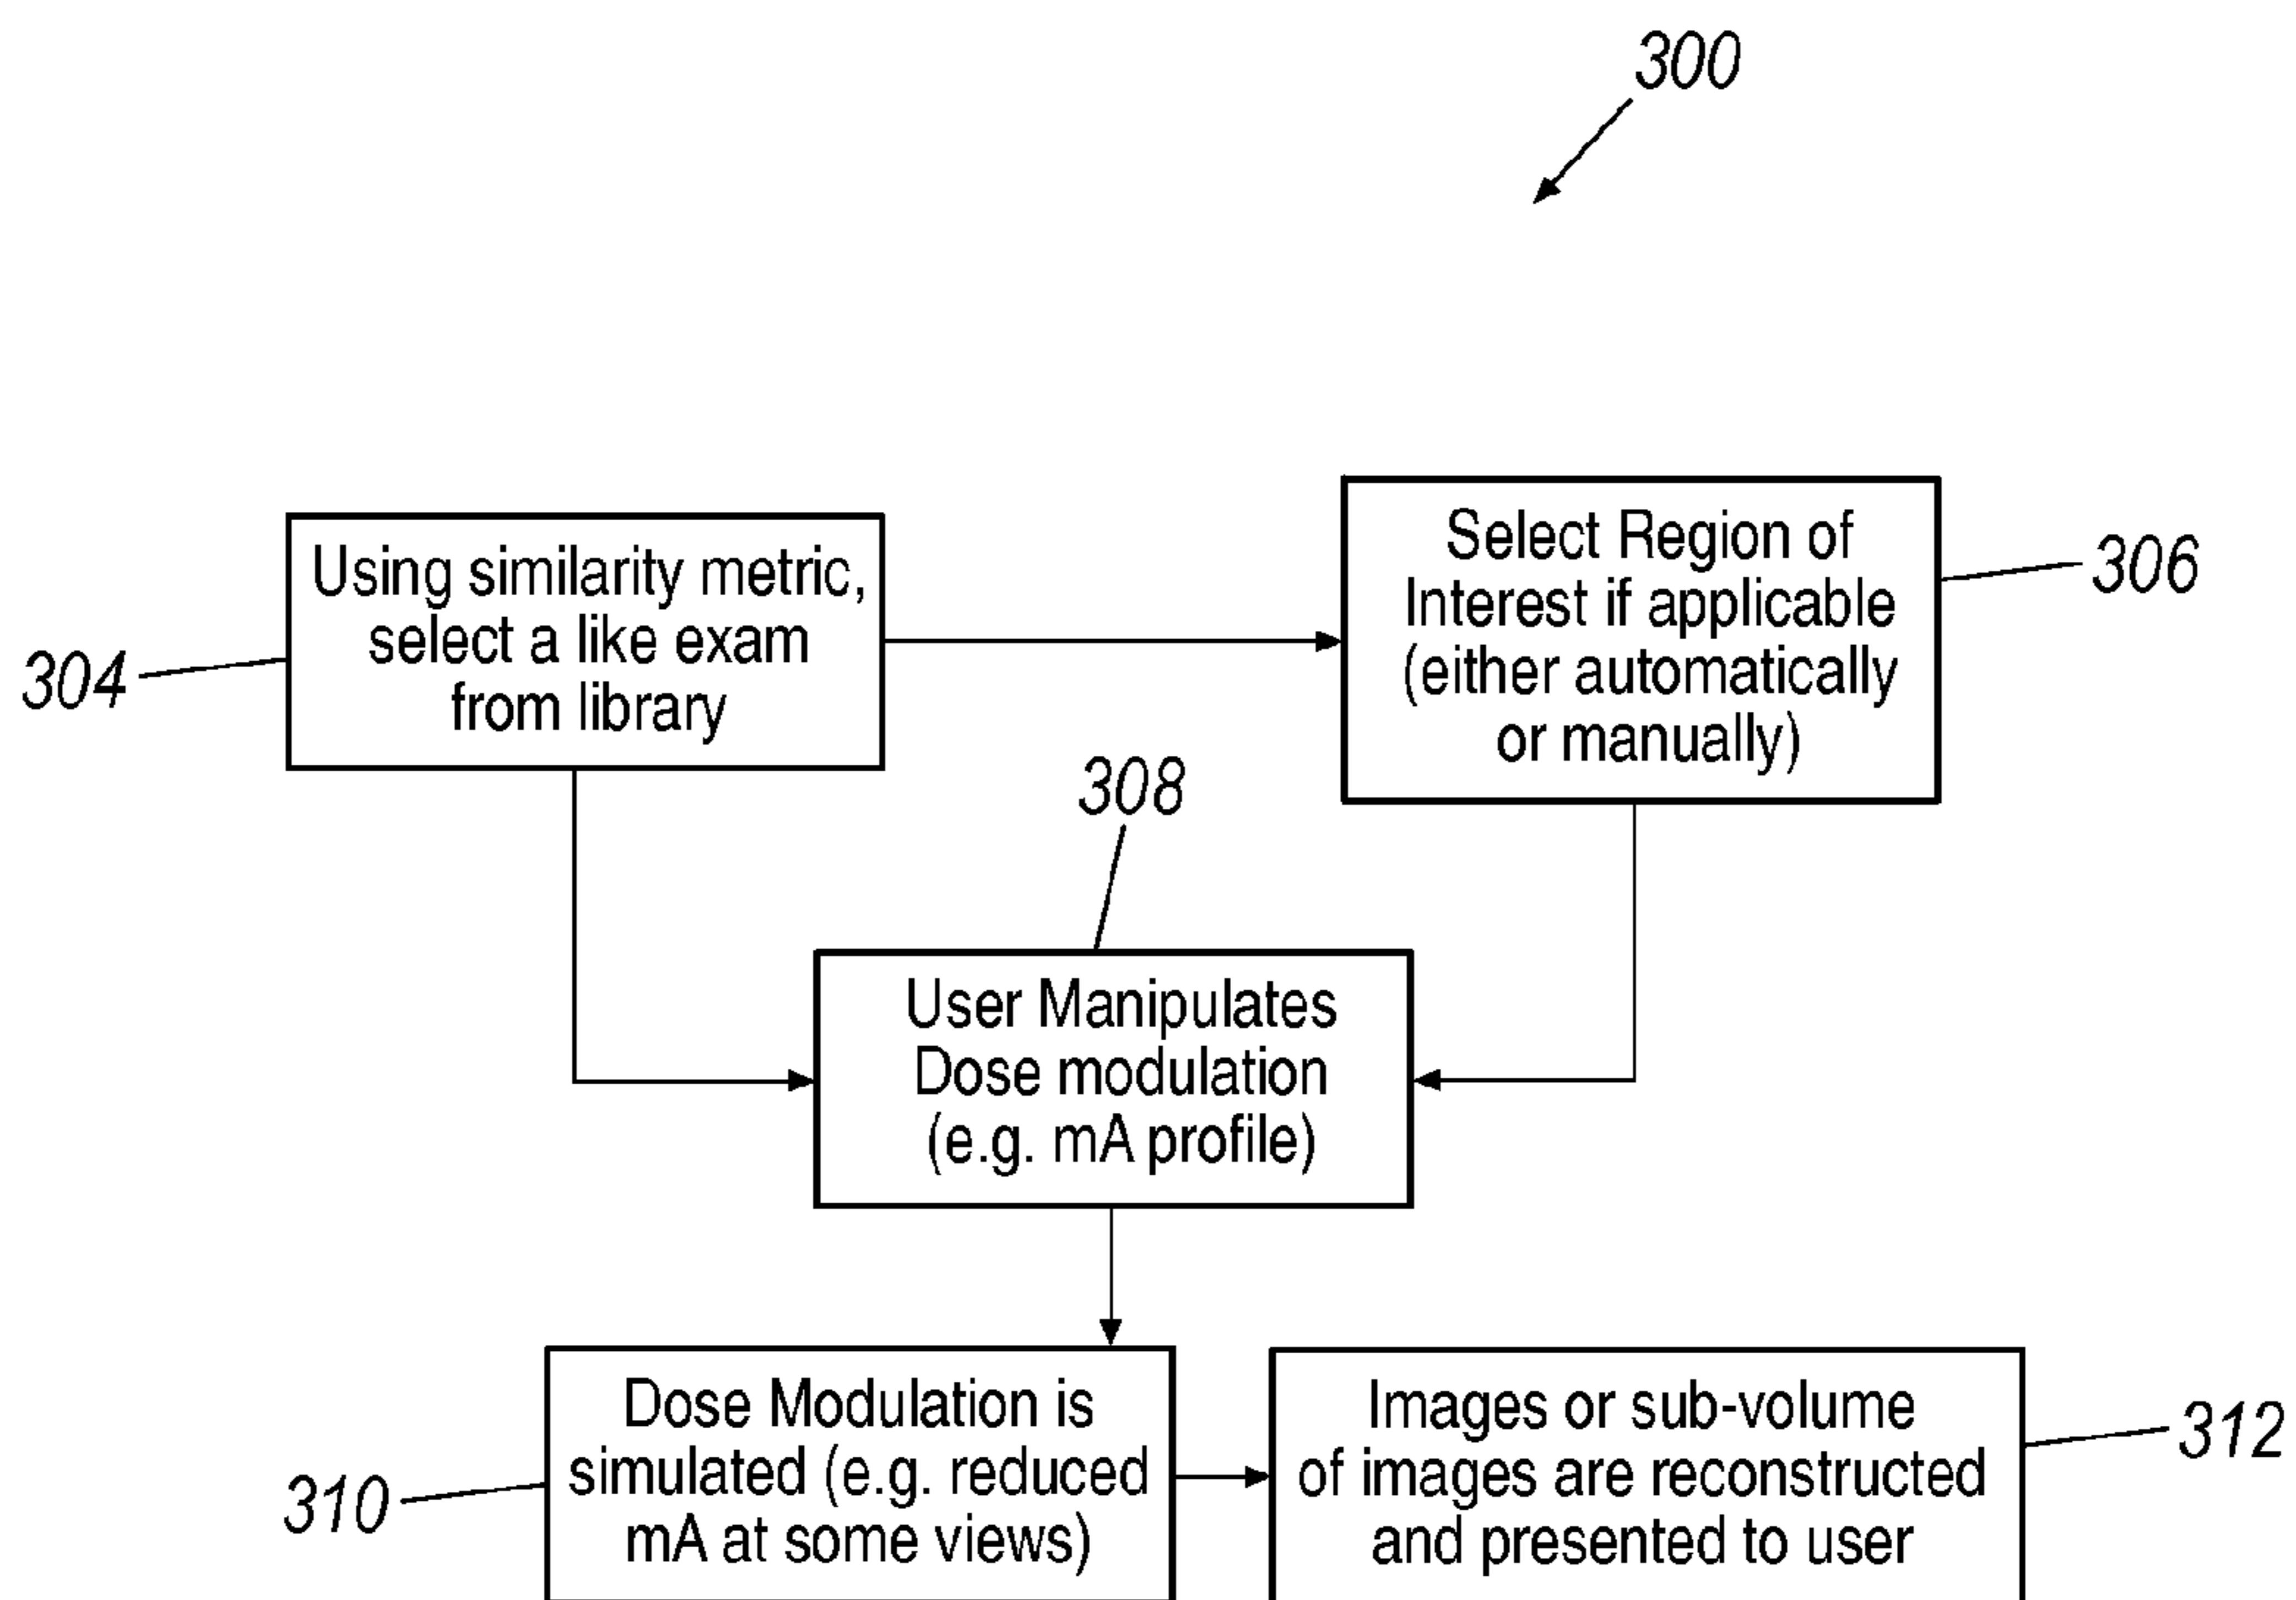 300
Using similarity metric,
select a like exam
from library
304
Select Region of
Interest if applicable
(either automatically
or manually)
306
308
User Manipulates
Dose modulation
(e.g. mA profile)
Dose Modulation is
simulated (e.g. reduced
mA at some views)
310
Images or sub-volume
of images are reconstructed
and presented to user
312